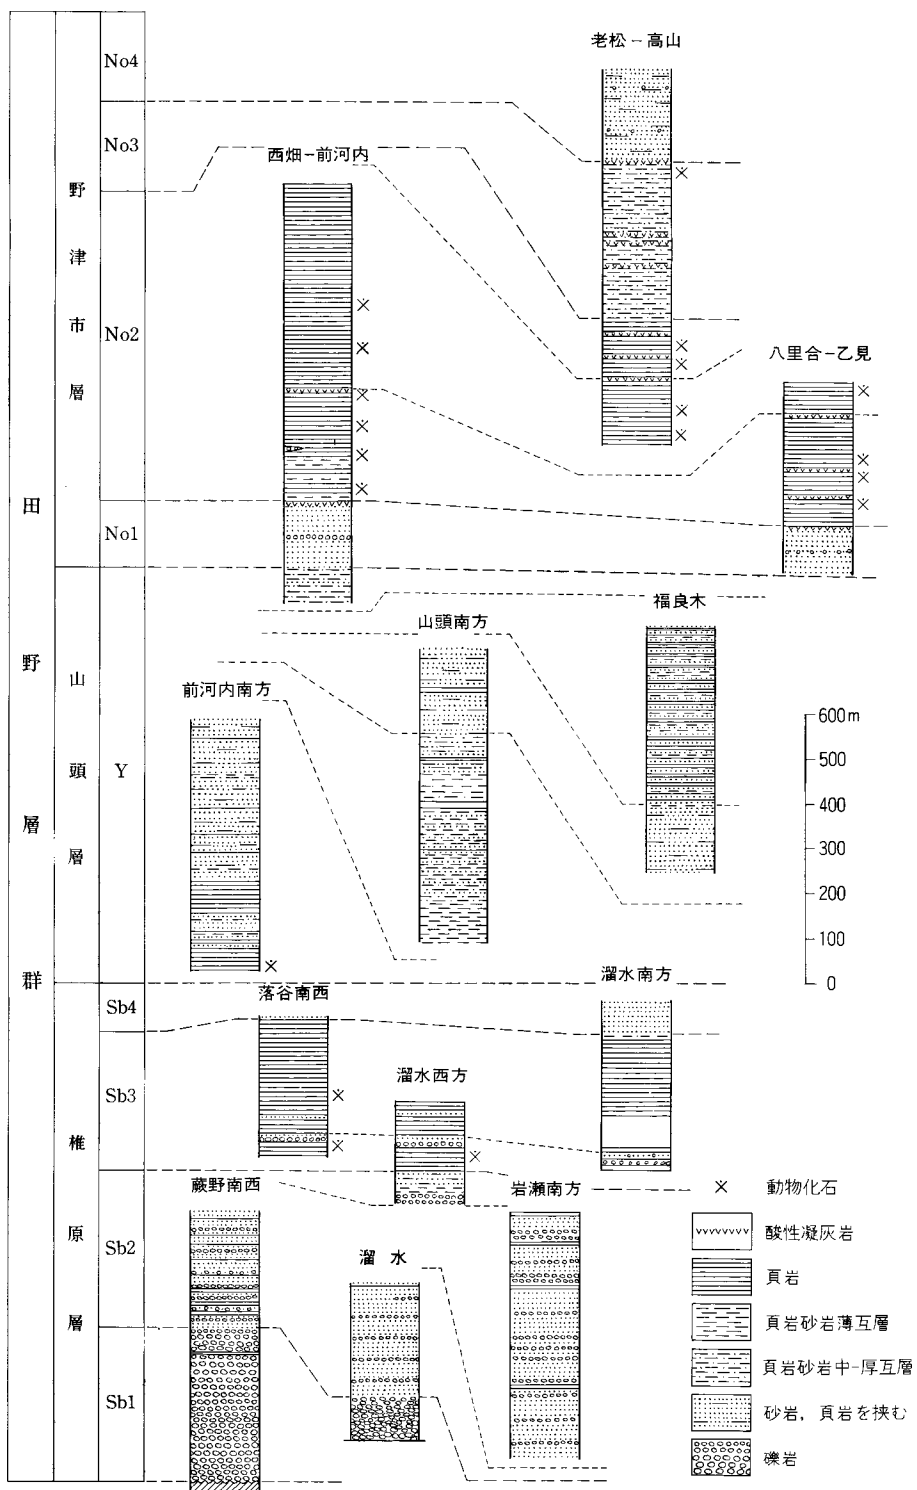 田野層群
野津市層
山頭層
椎原層
No4
No3
No2
No1
Y
Sb4
Sb3
Sb2
Sb1
老松-高山
西畑-前河内
八里合-乙見
福良木
山頭南方
前河内南方
600m
500
400
300
200
100
0
溜水南方
落谷南西
溜水西方
蕨野南西
岩瀬南方
溜水
× 動物化石
酸性凝灰岩
頁岩
頁岩砂岩薄互層
頁岩砂岩中-厚互層
砂岩，頁岩を挟む
礫岩